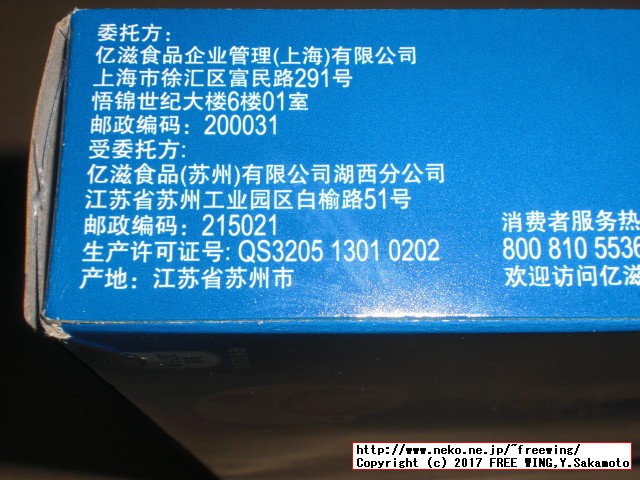 委托方:
亿滋食品企业管理(上海)有限公司
上海市徐汇区富民路291号
悟锦世纪大楼6楼01室
邮政编码: 200031
受委托方:
亿滋食品(苏州)有限公司湖西分公司
江苏省苏州工业园区白榆路51号
邮政编码: 215021
生产许可证号: QS3205 1301 0202
产地: 江苏省苏州市
消费者服务热
800 810 5536
欢迎访问亿滋
http://www.neko.ne.jp/~freewing/
Copyright (c) 2017 FREE WING,Y.Sakamoto